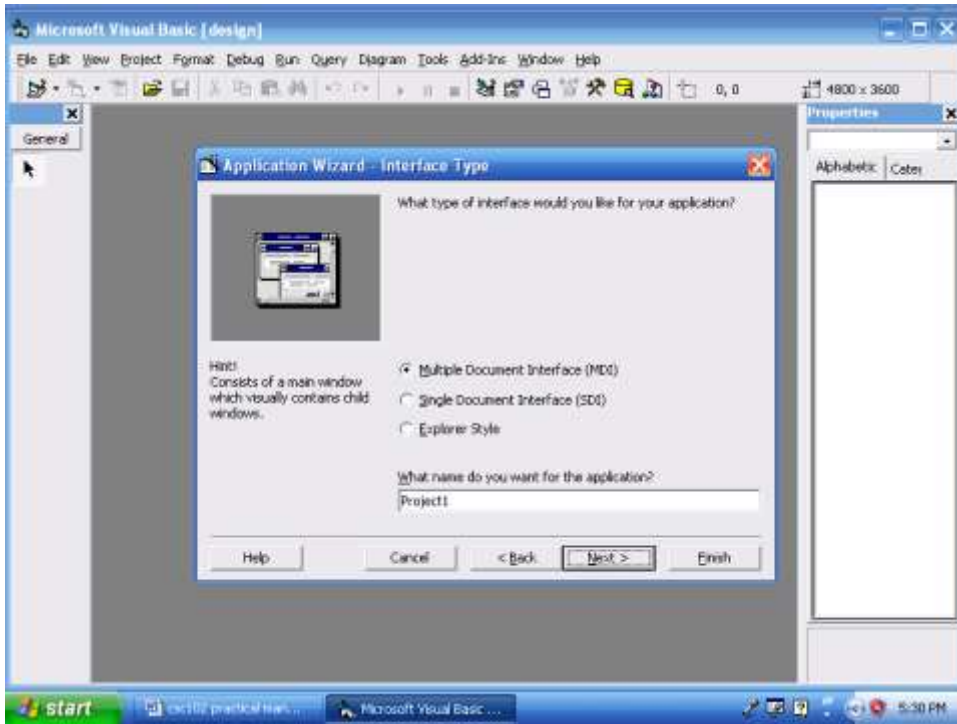 Microsoft Visual Basic [design]
File Edit View Project Format Debug Run Query Diagram Tools Add-Ins Window Help
0, 0
4800 x 3600
General
Properties
Alphabetic
Application Wizard - Interface Type
What type of interface would you like for your application?
Hint!
Consists of a main window
which visually contains child
windows.
Multiple Document Interface (MDI)
Single Document Interface (SDI)
Explorer Style
What name do you want for the application?
Project1
Help
Cancel
< Back
Next >
Finish
start
practical
Microsoft Visual Basic ...
5:30 PM